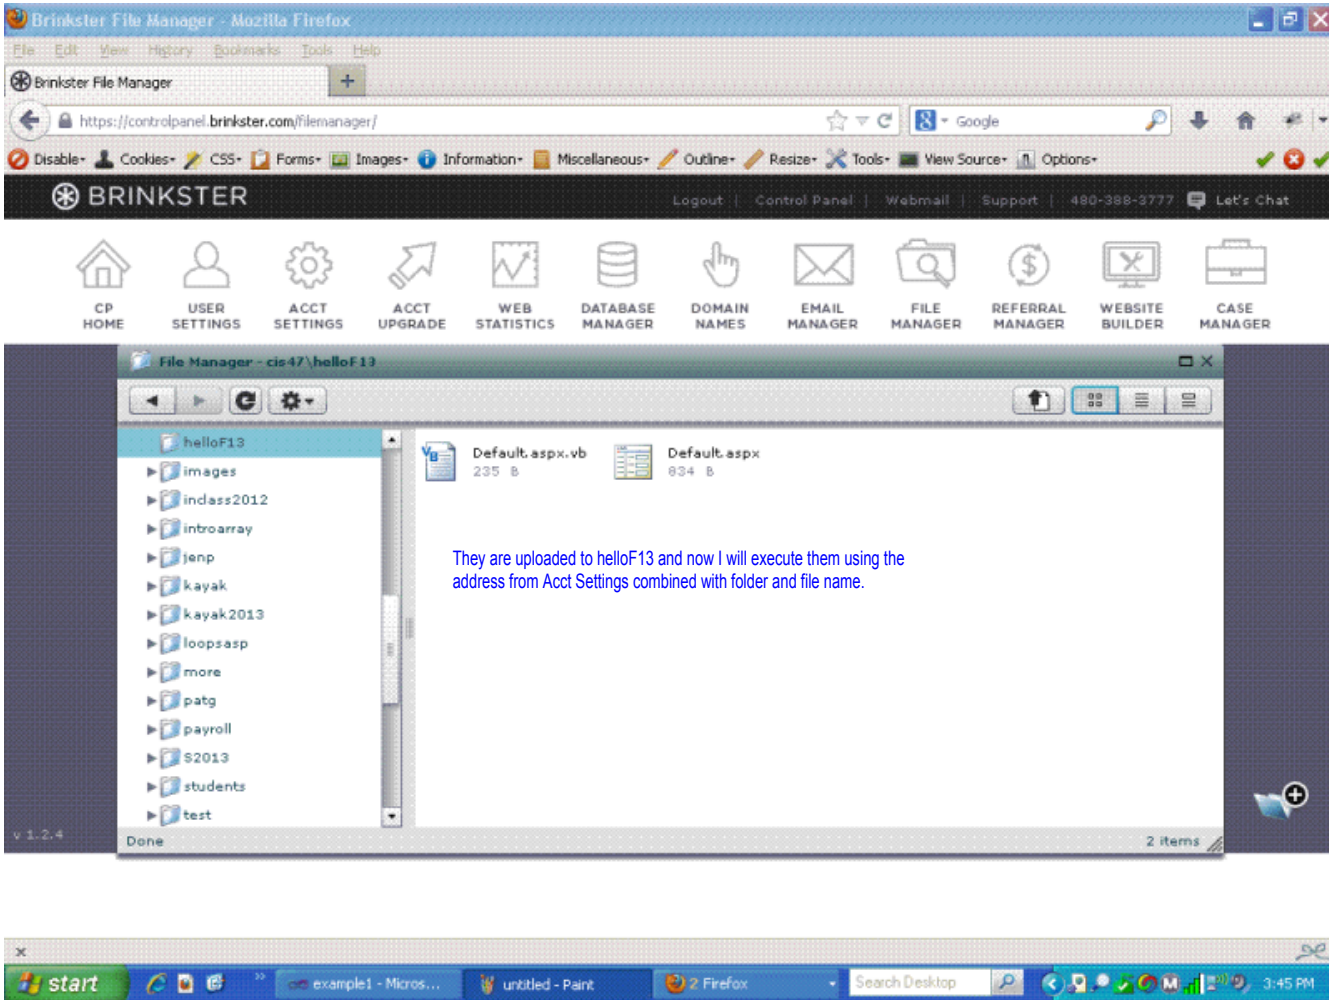 Brinkster File Manager - Mozilla Firefox
File Edit View History Bookmarks Tools Help
Brinkster File Manager +
https://controlpanel.brinkster.com/filemanager/ Google
Disable▾ Cookies▾ CSS▾ Forms▾ Images▾ Information▾ Miscellaneous▾ Outline▾ Resize▾ Tools▾ View Source▾ Options▾
BRINKSTER Logout | Control Panel | Webmail | Support | 480-388-3777 Let's Chat
CP HOME
USER SETTINGS
ACCT SETTINGS
ACCT UPGRADE
WEB STATISTICS
DATABASE MANAGER
DOMAIN NAMES
EMAIL MANAGER
FILE MANAGER
REFERRAL MANAGER
WEBSITE BUILDER
CASE MANAGER
File Manager - cis47\helloF13
helloF13
images
inclass2012
introarray
jenp
kayak
kayak2013
loopsasp
more
patg
payroll
S2013
students
test
Default.aspx.vb
235 B
Default.aspx
834 B
They are uploaded to helloF13 and now I will execute them using the
address from Acct Settings combined with folder and file name.
v 1.2.4
Done 2 items
start example1 - Micros... untitled - Paint 2 Firefox Search Desktop 3:45 PM